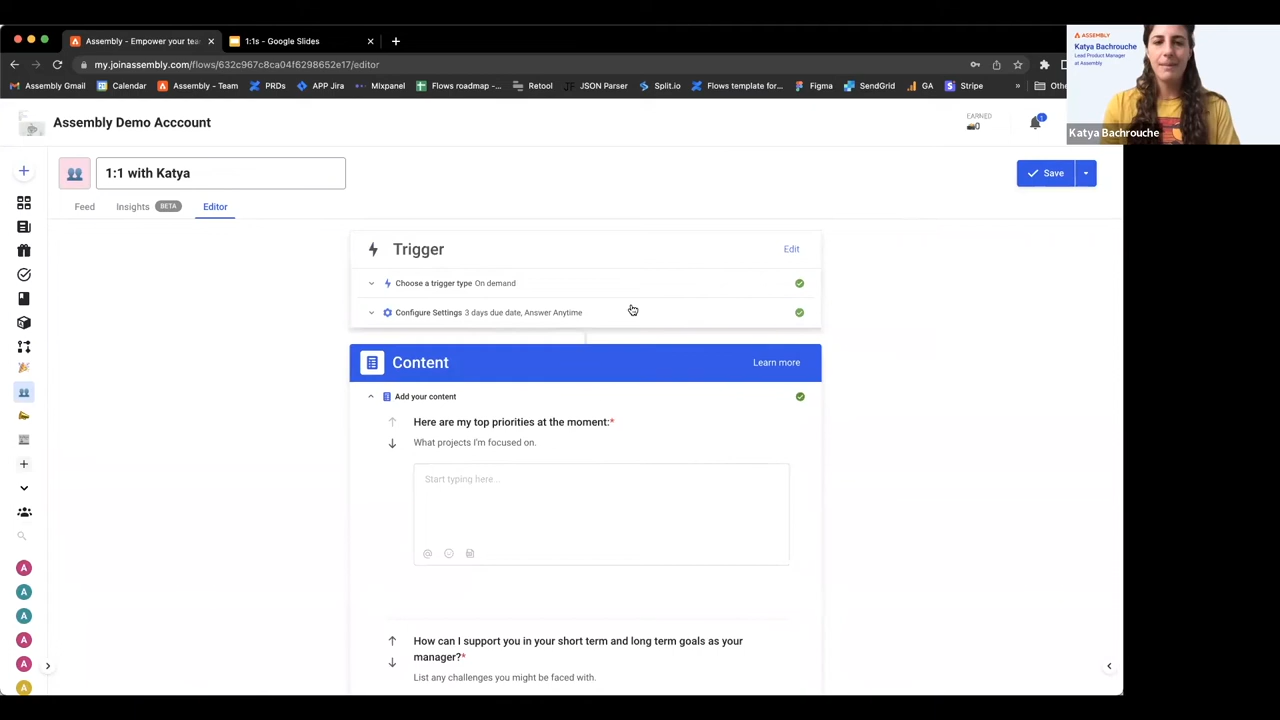 Assembly - Empower your tea
1:1s - Google Slides
my.joinassembly.com/flows/632c967c8ca04f6298652e17/edit
Assembly Gmail
Calendar
Assembly - Team
PRDs
APP Jira
Mixpanel
Flows roadmap -...
Retool
JSON Parser
Split.io
Flows template for...
Figma
SendGrid
GA
Stripe
»
ASSEMBLY
Katya Bachrouche
Lead Product Manager
at Assembly
Katya Bachrouche
Assembly Demo Acccount
EARNED
0
1
1:1 with Katya
Save
Feed
Insights BETA
Editor
Trigger
Edit
Choose a trigger type On demand
Configure Settings 3 days due date, Answer Anytime
Content
Learn more
Add your content
Here are my top priorities at the moment:*
What projects I'm focused on.
Start typing here...
@
How can I support you in your short term and long term goals as your
manager?*
List any challenges you might be faced with.
A
A
A
A
A
A